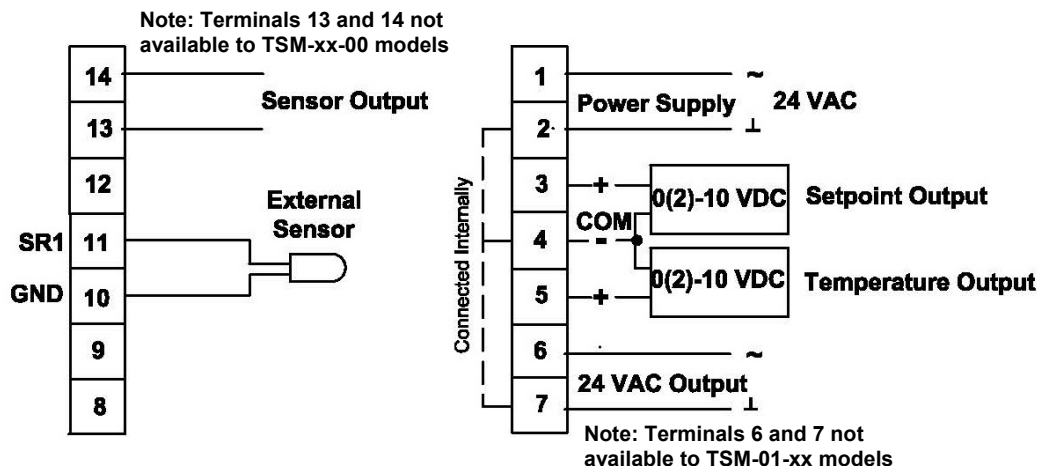 Note: Terminals 13 and 14 not
available to TSM-xx-00 models
14
Sensor Output
13
12
External
Sensor
SR1 11
GND 10
9
8
1 ~
Power Supply 24 VAC
2 ⊥
3 + 0(2)-10 VDC Setpoint Output
COM
4 -
0(2)-10 VDC Temperature Output
5 +
Connected Internally
6 ~
24 VAC Output
7 ⊥
Note: Terminals 6 and 7 not
available to TSM-01-xx models